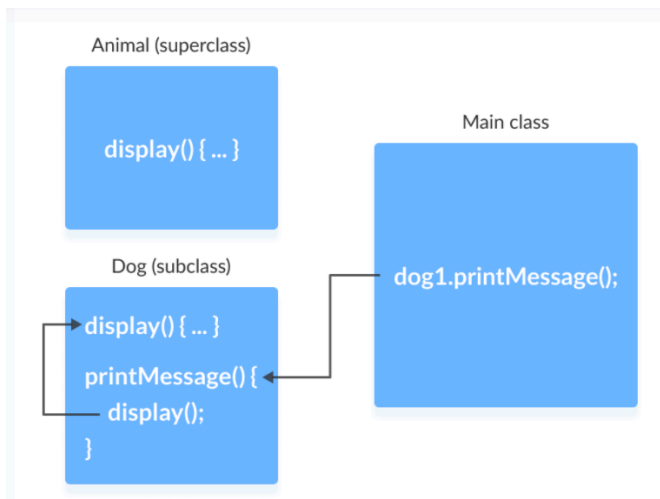 Animal (superclass)
display() { ... }
Main class
dog1.printMessage();
Dog (subclass)
display() { ... }
printMessage() {
display();
}